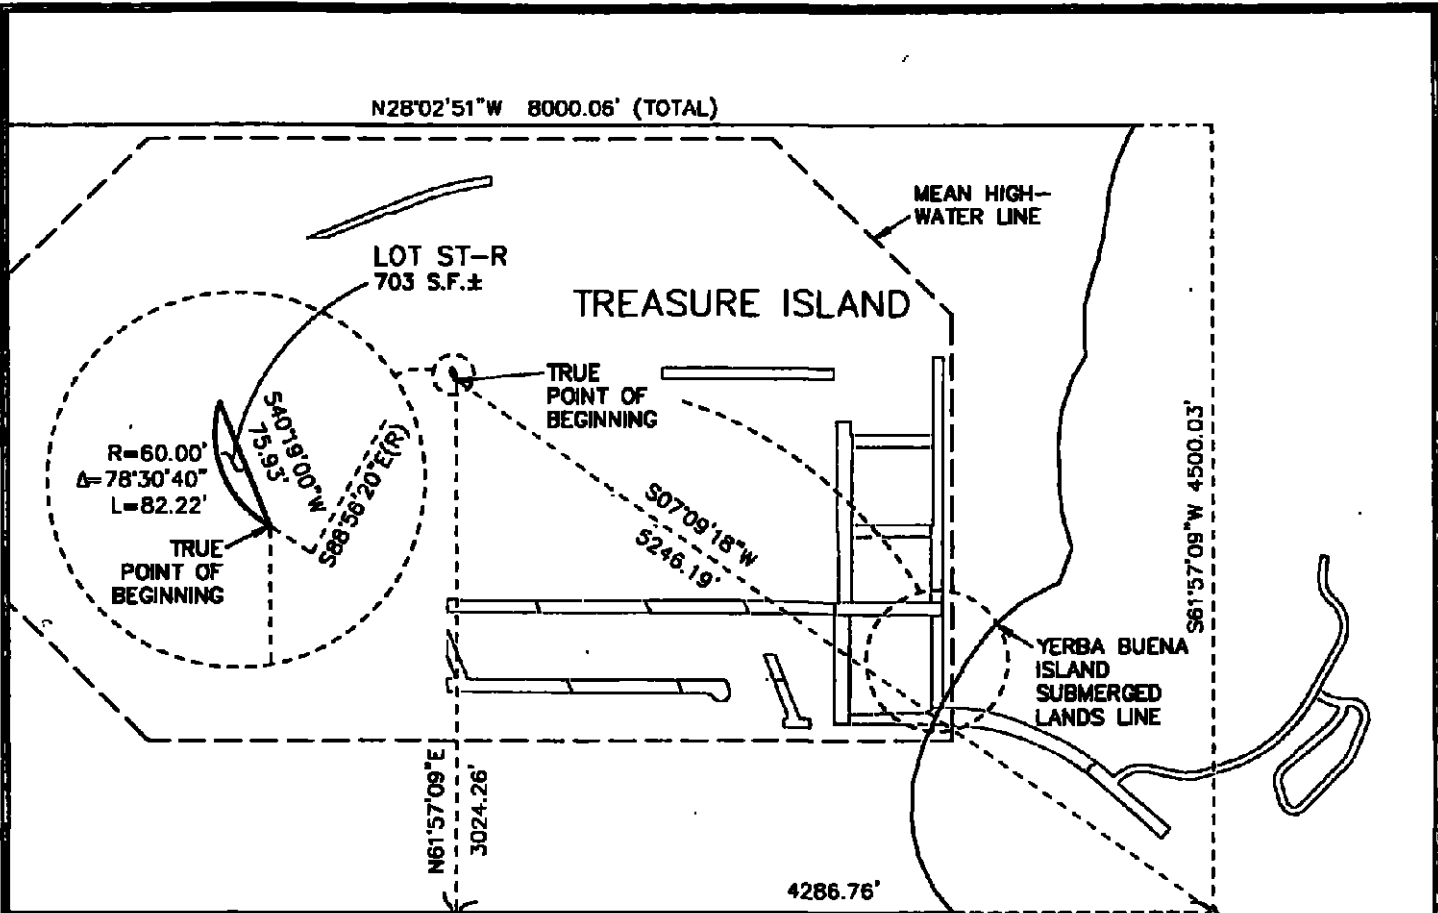 N28°02'51"W 8000.06' (TOTAL)
MEAN HIGH-
WATER LINE
LOT ST-R
703 S.F.±
TREASURE ISLAND
TRUE
POINT OF
BEGINNING
S40°19'00"W
75.93'
S88°56'20"E(R)
R=60.00'
Δ=78°30'40"
L=82.22'
TRUE
POINT OF
BEGINNING
S07°09'18"W
5246.19'
S61°57'09"W 4500.03'
YERBA BUENA
ISLAND
SUBMERGED
LANDS LINE
N61°57'09"E
3024.26'
4286.76'